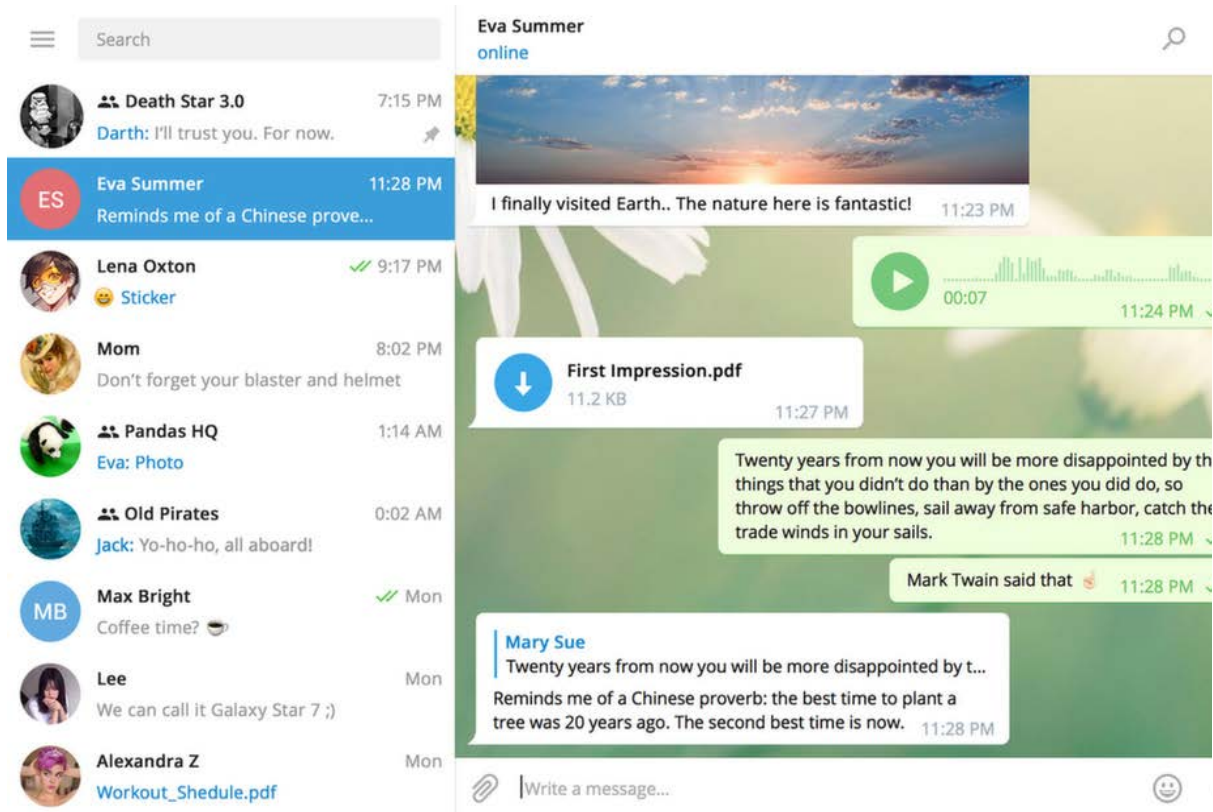 Search
Death Star 3.0 7:15 PM
Darth: I'll trust you. For now.
ES
Eva Summer 11:28 PM
Reminds me of a Chinese prove...
Lena Oxton 9:17 PM
😄 Sticker
Mom 8:02 PM
Don't forget your blaster and helmet
Pandas HQ 1:14 AM
Eva: Photo
Old Pirates 0:02 AM
Jack: Yo-ho-ho, all aboard!
MB
Max Bright Mon
Coffee time? ☕
Lee Mon
We can call it Galaxy Star 7 ;)
Alexandra Z Mon
Workout_Shedule.pdf
Eva Summer
online
I finally visited Earth.. The nature here is fantastic! 11:23 PM
00:07
11:24 PM
First Impression.pdf
11.2 KB
11:27 PM
Twenty years from now you will be more disappointed by th
things that you didn't do than by the ones you did do, so
throw off the bowlines, sail away from safe harbor, catch the
trade winds in your sails. 11:28 PM
Mark Twain said that ☝🏻 11:28 PM
Mary Sue
Twenty years from now you will be more disappointed by t...
Reminds me of a Chinese proverb: the best time to plant a
tree was 20 years ago. The second best time is now. 11:28 PM
Write a message...